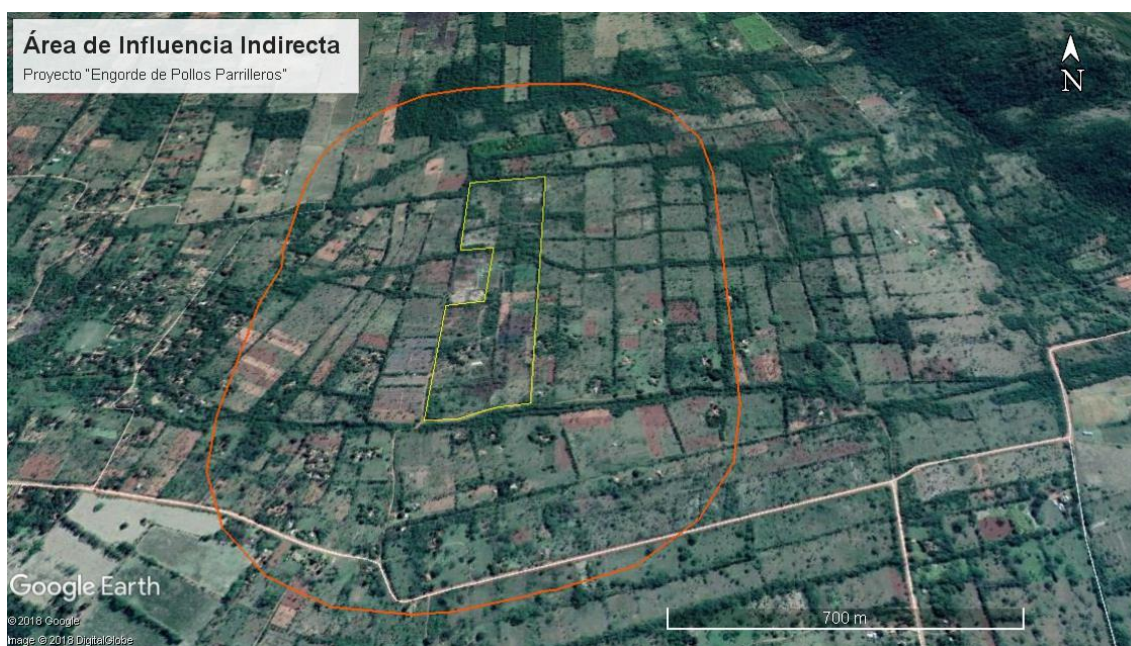 Área de Influencia Indirecta
Proyecto “Engorde de Pollos Parrilleros”
N
Google Earth
© 2018 Google
Image © 2018 DigitalGlobe
700 m